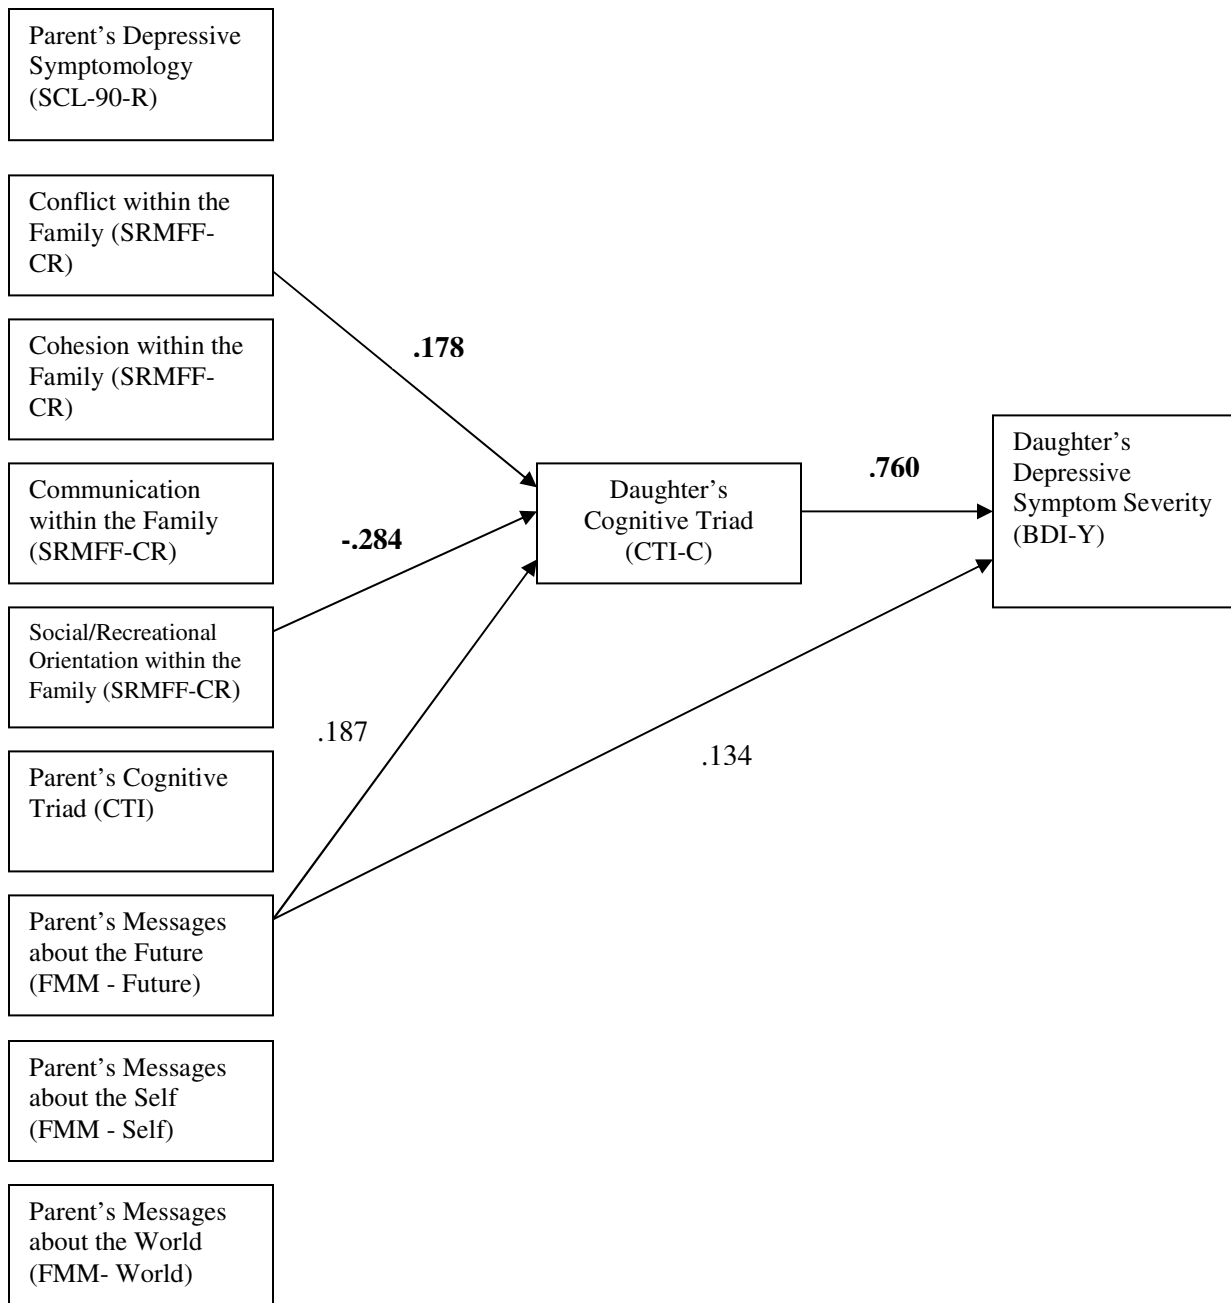 Parent’s Depressive
Symptomology
(SCL-90-R)
Conflict within the
Family (SRMFF-
CR)
Cohesion within the
Family (SRMFF-
CR)
Communication
within the Family
(SRMFF-CR)
Social/Recreational
Orientation within the
Family (SRMFF-CR)
Parent’s Cognitive
Triad (CTI)
Parent’s Messages
about the Future
(FMM - Future)
Parent’s Messages
about the Self
(FMM - Self)
Parent’s Messages
about the World
(FMM- World)
.178
-.284
.187
Daughter’s
Cognitive Triad
(CTI-C)
.760
.134
Daughter’s
Depressive
Symptom Severity
(BDI-Y)